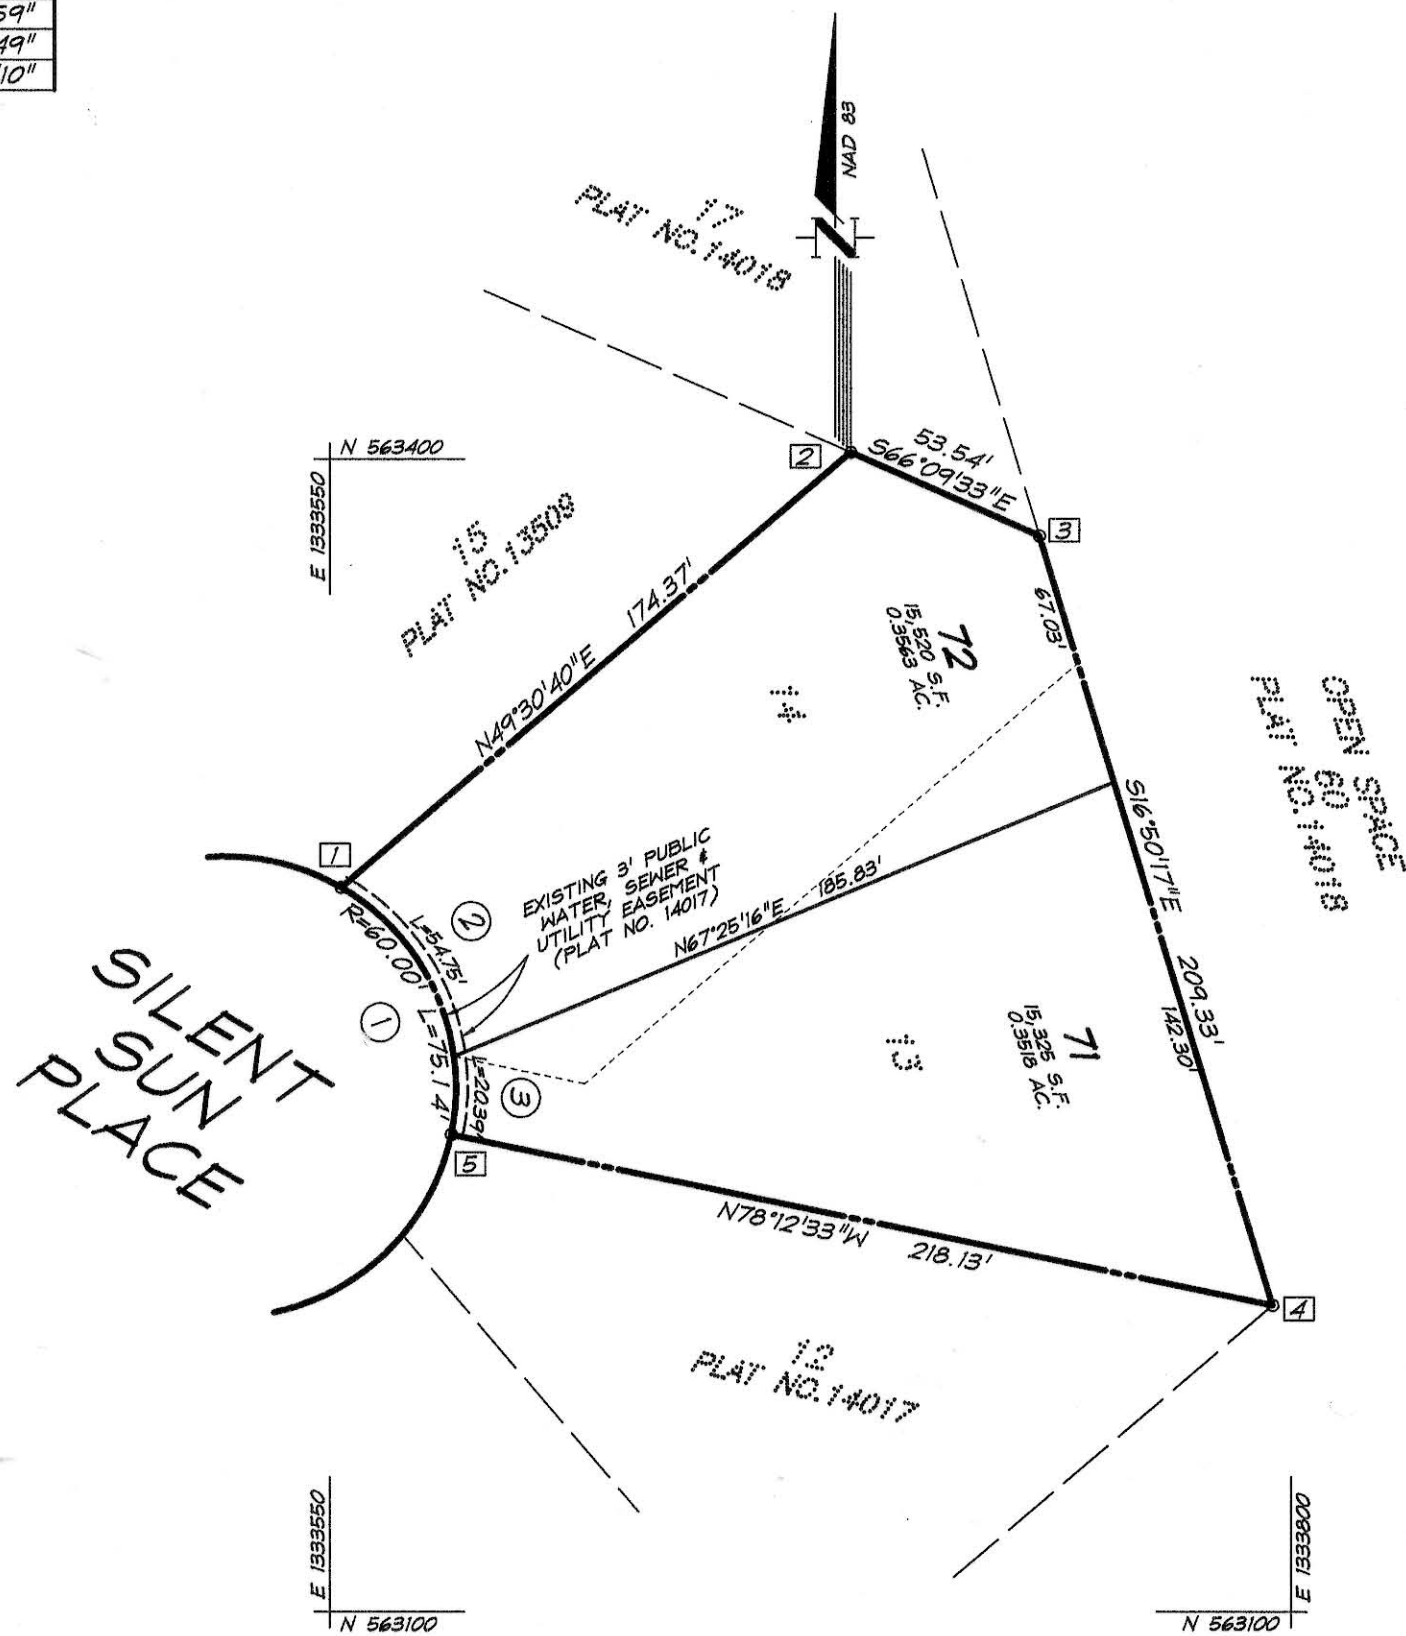 59"
49"
10"
NAD 83
17
PLAT NO. 14018
N 563400
E 1333550
15
PLAT NO. 13509
2
53.54'
S66°09'33"E
3
174.37'
N49°30'40"E
67.03'
72
15,520 S.F.
0.3563 AC.
14
OPEN SPACE
60
PLAT NO. 14018
S16°50'17"E
209.33'
142.30'
1
R=60.00'
L=54.75'
2
EXISTING 3' PUBLIC
WATER, SEWER &
UTILITY EASEMENT
(PLAT NO. 14017)
N67°25'16"E
185.83'
SILENT
SUN
PLACE
1
L=75.14'
L=20.39'
3
13
71
15,325 S.F.
0.3518 AC.
5
N78°12'33"W
218.13'
4
12
PLAT NO. 14017
E 1333550
N 563100
E 1333800
N 563100